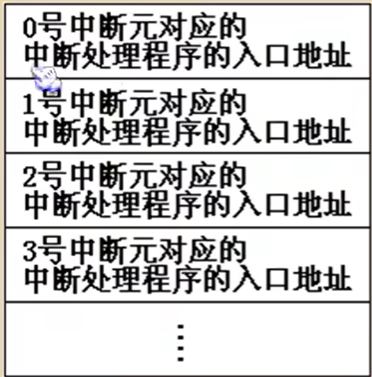 0号中断元对应的
中断处理程序的入口地址
1号中断元对应的
中断处理程序的入口地址
2号中断元对应的
中断处理程序的入口地址
3号中断元对应的
中断处理程序的入口地址
⋮